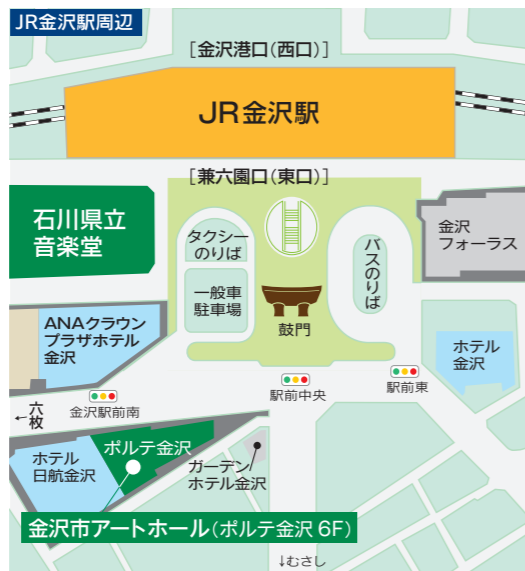 JR金沢駅周辺
[金沢港口(西口)]
JR金沢駅
[兼六園口(東口)]
石川県立
音楽堂
タクシー
のりば
一般車
駐車場
鼓門
バスのりば
金沢
フォーラス
ANAクラウン
プラザホテル
金沢
ホテル
金沢
駅前中央
駅前東
←六枚
金沢駅前南
ポルテ金沢
ホテル
日航金沢
ガーデン
ホテル金沢
金沢市アートホール(ポルテ金沢 6F)
↓むさし